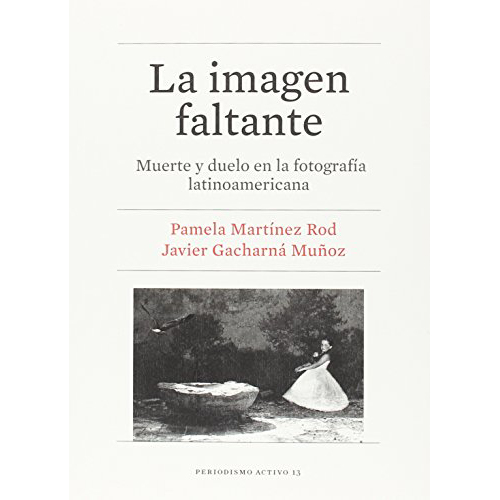 La imagen
faltante
Muerte y duelo en la fotografía
latinoamericana
Pamela Martínez Rod
Javier Gacharná Muñoz
PERIODISMO ACTIVO 13